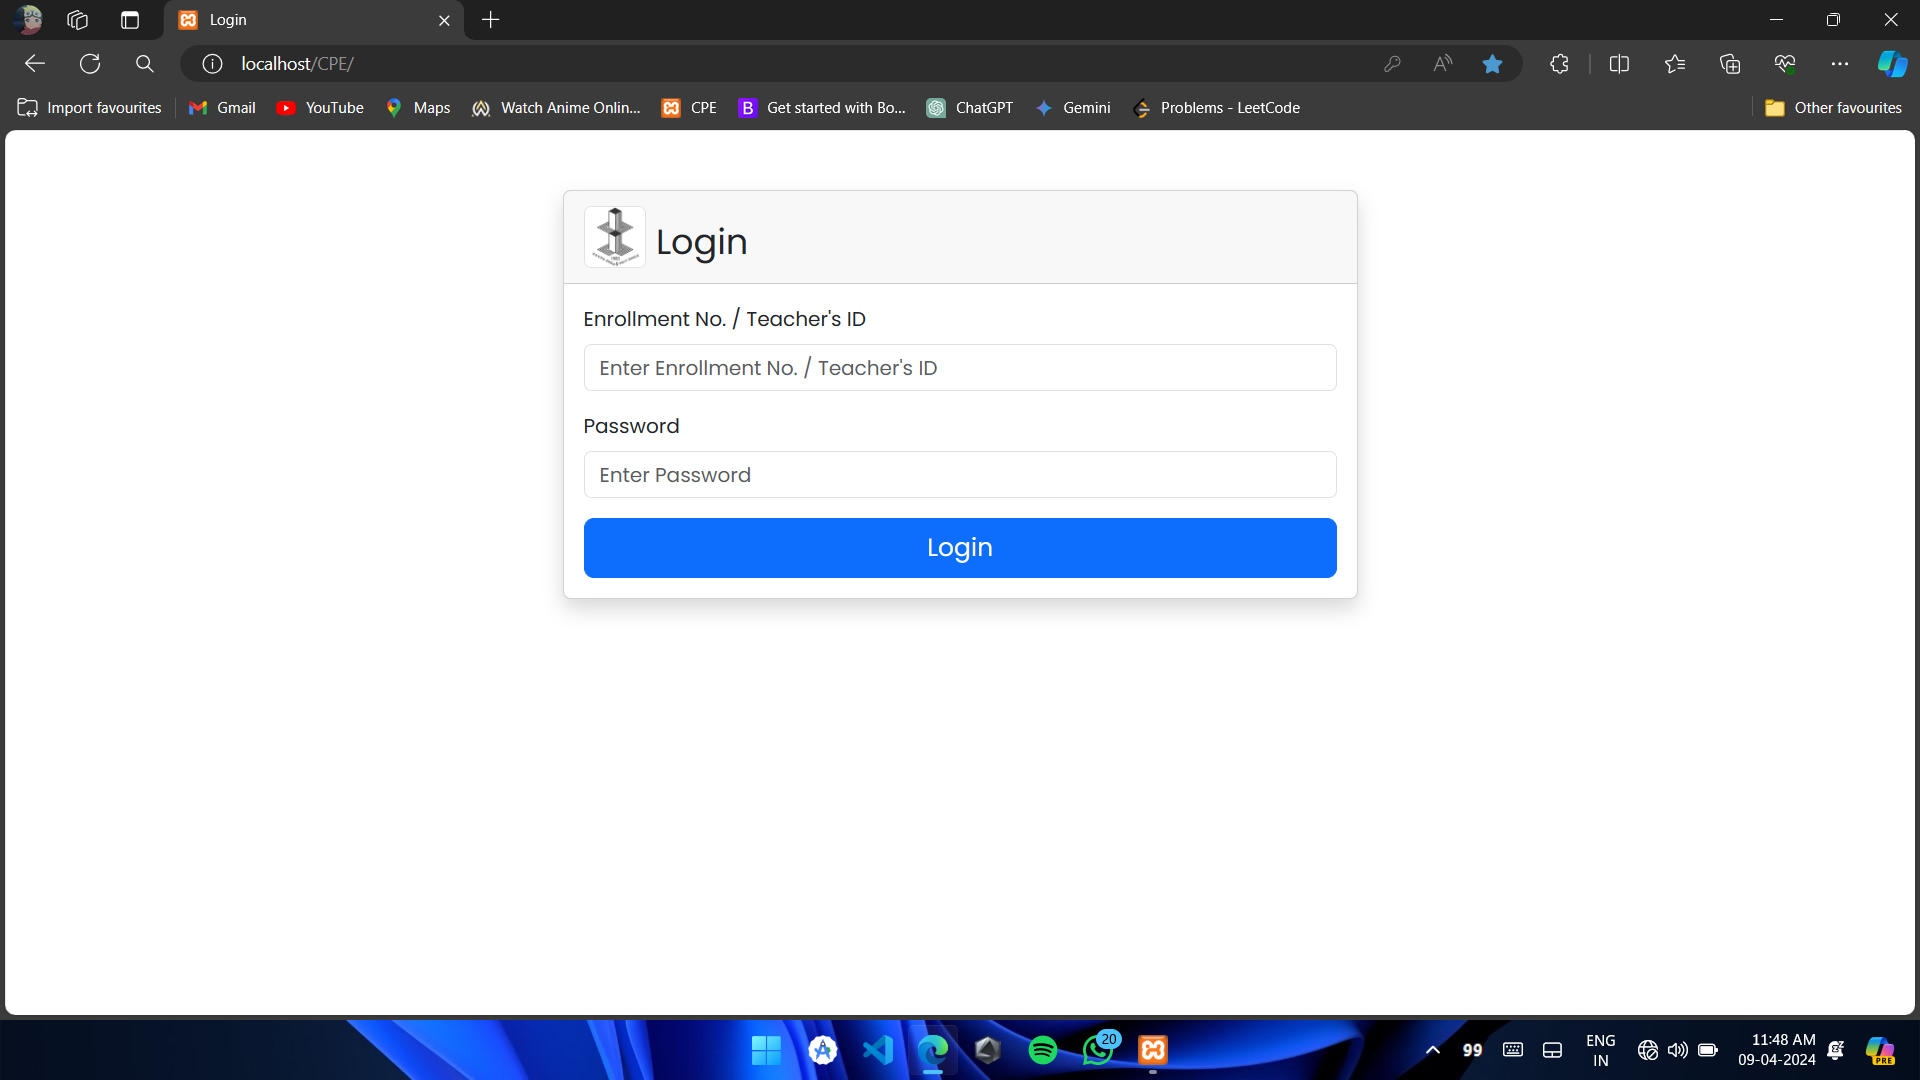 Login
localhost/CPE/
Import favourites
Gmail
YouTube
Maps
Watch Anime Onlin...
CPE
Get started with Bo...
ChatGPT
Gemini
Problems - LeetCode
Other favourites
Login
Enrollment No. / Teacher's ID
Enter Enrollment No. / Teacher's ID
Password
Enter Password
Login
20
99
ENG
IN
11:48 AM
09-04-2024
PRE